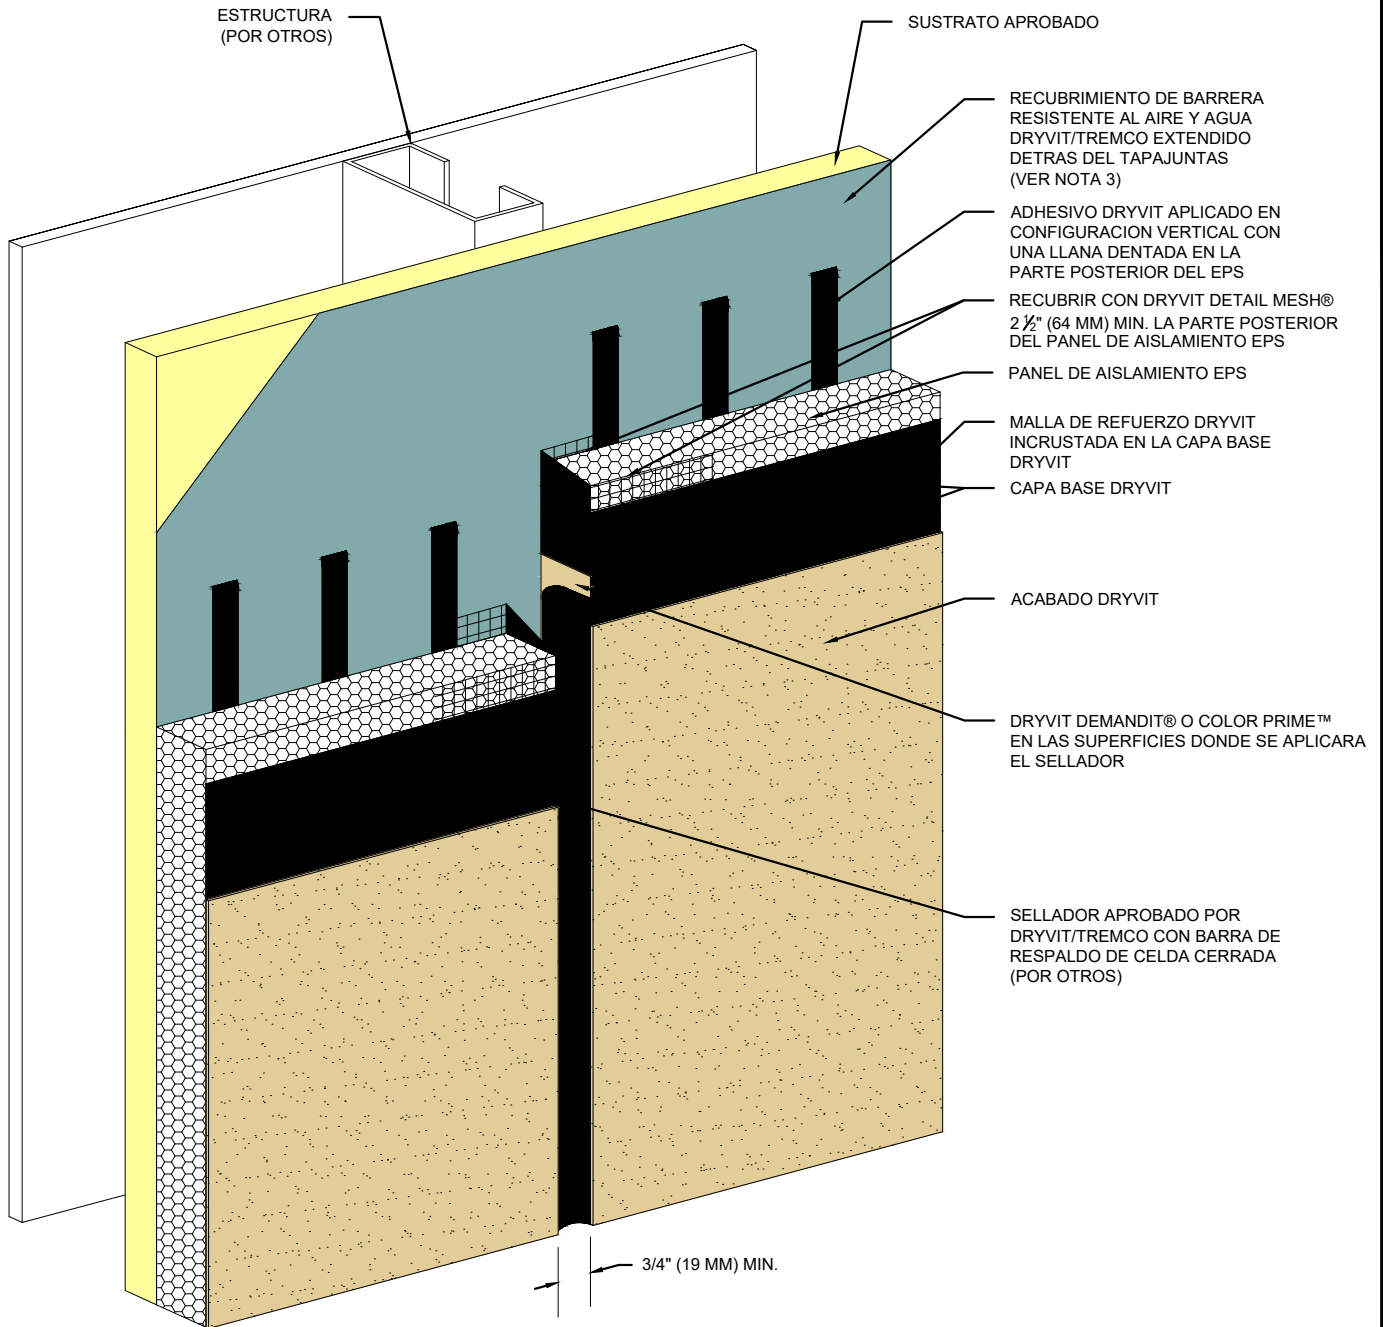 ESTRUCTURA
(POR OTROS)
SUSTRATO APROBADO
RECUBRIMIENTO DE BARRERA
RESISTENTE AL AIRE Y AGUA
DRYVIT/TREMCO EXTENDIDO
DETRAS DEL TAPAJUNTAS
(VER NOTA 3)
ADHESIVO DRYVIT APLICADO EN
CONFIGURACION VERTICAL CON
UNA LLANA DENTADA EN LA
PARTE POSTERIOR DEL EPS
RECUBRIR CON DRYVIT DETAIL MESH®
2 ½" (64 MM) MIN. LA PARTE POSTERIOR
DEL PANEL DE AISLAMIENTO EPS
PANEL DE AISLAMIENTO EPS
MALLA DE REFUERZO DRYVIT
INCRUSTADA EN LA CAPA BASE
DRYVIT
CAPA BASE DRYVIT
ACABADO DRYVIT
DRYVIT DEMANDIT® O COLOR PRIME™
EN LAS SUPERFICIES DONDE SE APLICARA
EL SELLADOR
SELLADOR APROBADO POR
DRYVIT/TREMCO CON BARRA DE
RESPALDO DE CELDA CERRADA
(POR OTROS)
3/4" (19 MM) MIN.